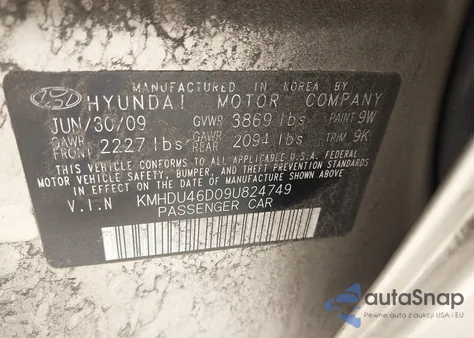 MANUFACTURED IN KOREA BY
HYUNDAI MOTOR COMPANY
JUN/30/09 GVWR 3869 lbs PAINT 9W
GAWR FRONT 2227 lbs GAWR REAR 2094 lbs TRIM 9K
THIS VEHICLE CONFORMS TO ALL APPLICABLE U.S.A. FEDERAL
MOTOR VEHICLE SAFETY, BUMPER, AND THEFT PREVENTION
STANDARDS IN EFFECT ON THE DATE OF MANUFACTURE SHOWN ABOVE.
V.I.N KMHDU46D09U824749
PASSENGER CAR
autoSnap
Pewne auta z aukcji USA i EU